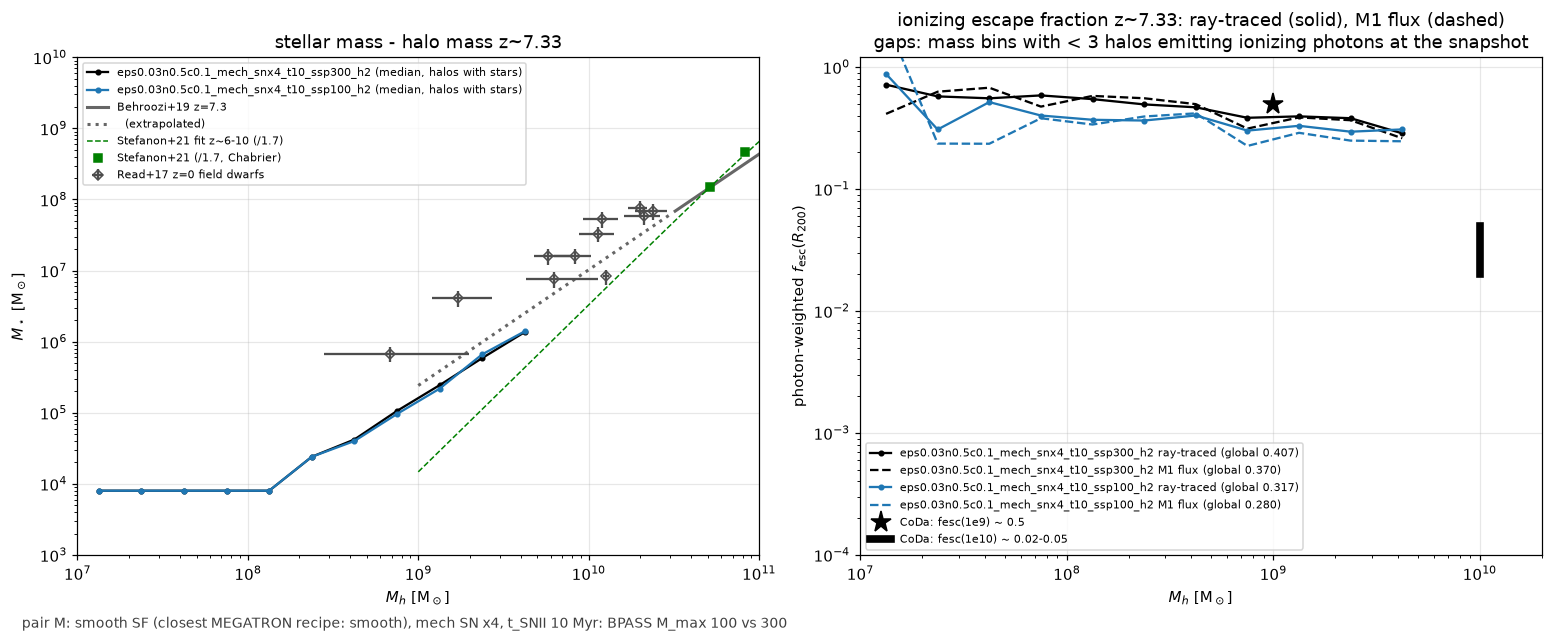 stellar mass - halo mass z~7.33
10^10
10^9
10^8
10^7
10^6
10^5
10^4
10^3
M⋆ [M⊙]
eps0.03n0.5c0.1_mech_snx4_t10_ssp300_h2 (median, halos with stars)
eps0.03n0.5c0.1_mech_snx4_t10_ssp100_h2 (median, halos with stars)
Behroozi+19 z=7.3
(extrapolated)
Stefanon+21 fit z~6-10 (/1.7)
Stefanon+21 (/1.7, Chabrier)
Read+17 z=0 field dwarfs
10^7
10^8
10^9
10^10
10^11
M_h [M⊙]
ionizing escape fraction z~7.33: ray-traced (solid), M1 flux (dashed)
gaps: mass bins with < 3 halos emitting ionizing photons at the snapshot
10^0
10^-1
10^-2
10^-3
10^-4
photon-weighted f_esc(R_200)
eps0.03n0.5c0.1_mech_snx4_t10_ssp300_h2 ray-traced (global 0.407)
eps0.03n0.5c0.1_mech_snx4_t10_ssp300_h2 M1 flux (global 0.370)
eps0.03n0.5c0.1_mech_snx4_t10_ssp100_h2 ray-traced (global 0.317)
eps0.03n0.5c0.1_mech_snx4_t10_ssp100_h2 M1 flux (global 0.280)
CoDa: fesc(1e9) ~ 0.5
CoDa: fesc(1e10) ~ 0.02-0.05
10^7
10^8
10^9
10^10
M_h [M⊙]
pair M: smooth SF (closest MEGATRON recipe: smooth), mech SN x4, t_SNII 10 Myr: BPASS M_max 100 vs 300